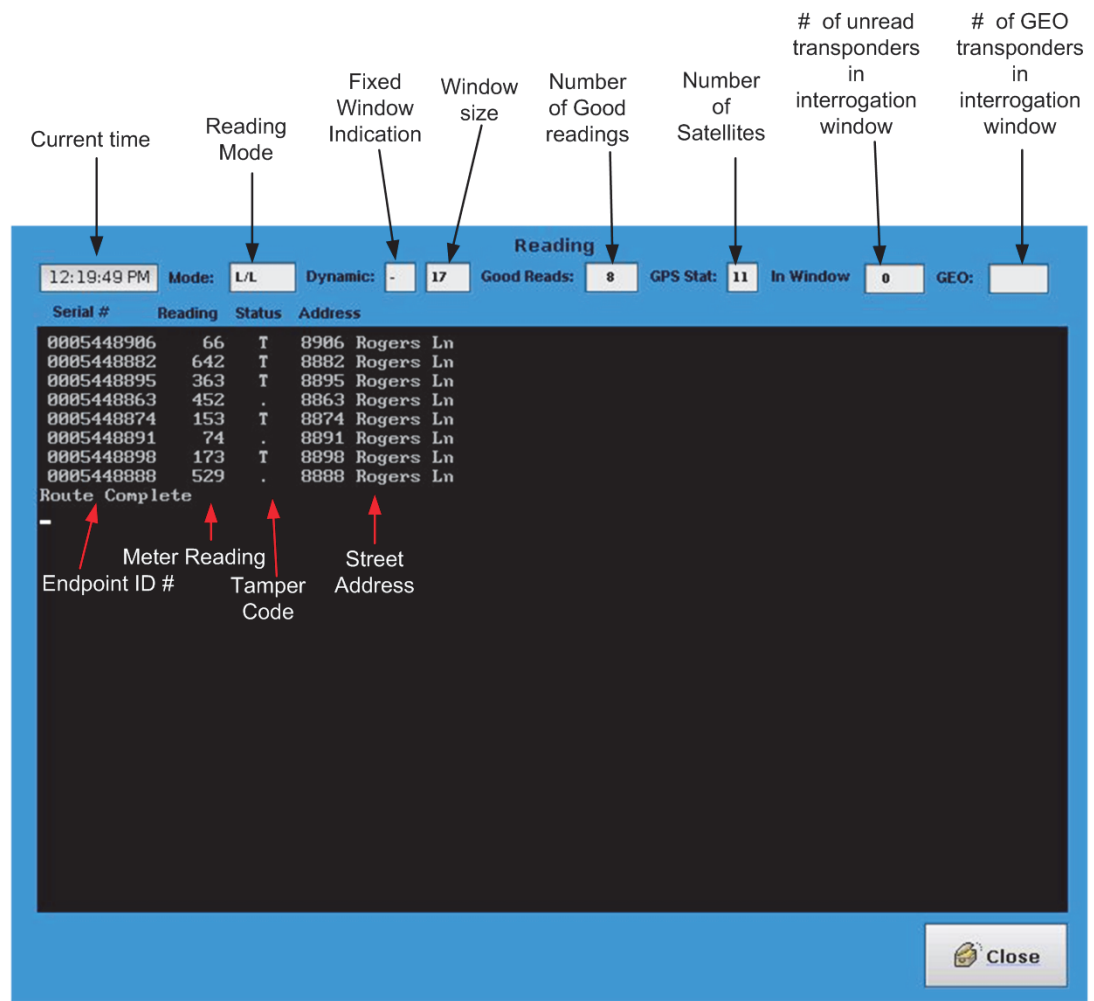 # of unread
transponders
in
interrogation
window
# of GEO
transponders
in
interrogation
window
Fixed
Window
Indication
Window
size
Number
of Good
readings
Number
of
Satellites
Current time
Reading
Mode
Reading
12:19:49 PM Mode: L/L Dynamic: - 17 Good Reads: 8 GPS Stat: 11 In Window 0 GEO:
Serial # Reading Status Address
0005448906 66 T 8906 Rogers Ln
0005448882 642 T 8882 Rogers Ln
0005448895 363 T 8895 Rogers Ln
0005448863 452 . 8863 Rogers Ln
0005448874 153 T 8874 Rogers Ln
0005448891 74 . 8891 Rogers Ln
0005448898 173 T 8898 Rogers Ln
0005448888 529 . 8888 Rogers Ln
Route Complete
Meter Reading
Endpoint ID #
Tamper
Code
Street
Address
Close